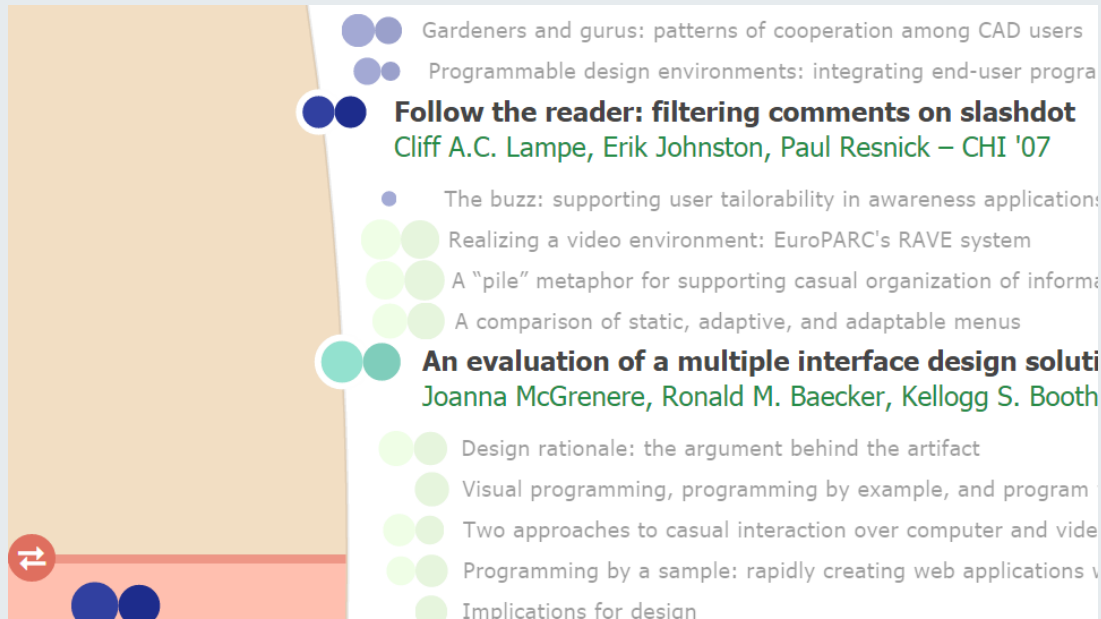 Gardeners and gurus: patterns of cooperation among CAD users
Programmable design environments: integrating end-user progra
Follow the reader: filtering comments on slashdot
Cliff A.C. Lampe, Erik Johnston, Paul Resnick – CHI '07
The buzz: supporting user tailorability in awareness applications
Realizing a video environment: EuroPARC's RAVE system
A “pile” metaphor for supporting casual organization of informa
A comparison of static, adaptive, and adaptable menus
An evaluation of a multiple interface design soluti
Joanna McGrenere, Ronald M. Baecker, Kellogg S. Booth
Design rationale: the argument behind the artifact
Visual programming, programming by example, and program
Two approaches to casual interaction over computer and vide
Programming by a sample: rapidly creating web applications w
Implications for design